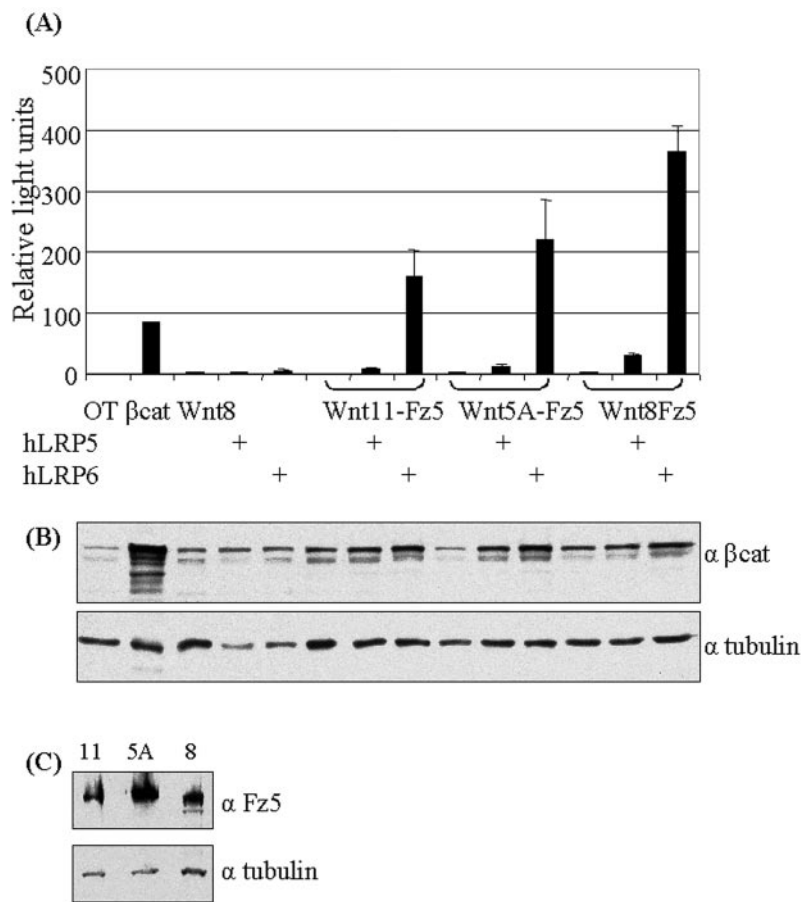 (A)
Relative light units
500
400
300
200
100
0
OT βcat Wnt8 Wnt11-Fz5 Wnt5A-Fz5 Wnt8Fz5
hLRP5 + + + +
hLRP6 + + + +
(B)
α βcat
α tubulin
(C)
11 5A 8
α Fz5
α tubulin